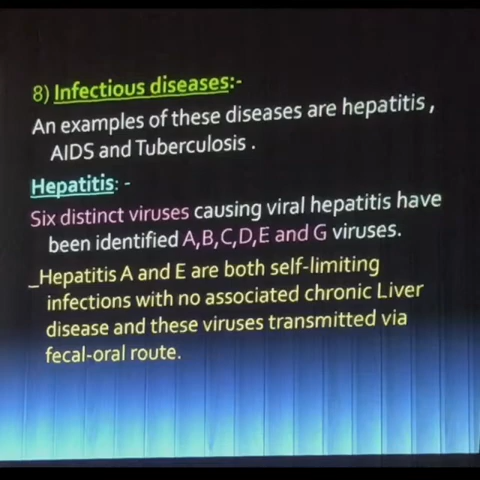 8) Infectious diseases:-
An examples of these diseases are hepatitis ,
AIDS and Tuberculosis .
Hepatitis: -
Six distinct viruses causing viral hepatitis have
been identified A,B,C,D,E and G viruses.
_Hepatitis A and E are both self-limiting
infections with no associated chronic Liver
disease and these viruses transmitted via
fecal-oral route.